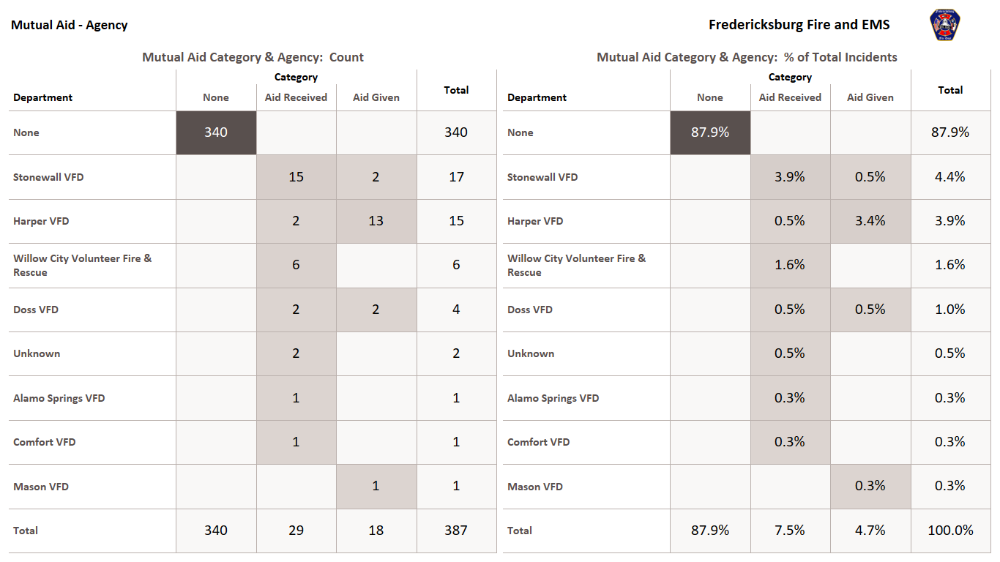 Mutual Aid - Agency
Fredericksburg Fire and EMS
Mutual Aid Category & Agency: Count
Category
Department None Aid Received Aid Given Total
None 340 340
Stonewall VFD 15 2 17
Harper VFD 2 13 15
Willow City Volunteer Fire &
Rescue 6 6
Doss VFD 2 2 4
Unknown 2 2
Alamo Springs VFD 1 1
Comfort VFD 1 1
Mason VFD 1 1
Total 340 29 18 387
Mutual Aid Category & Agency: % of Total Incidents
Category
Department None Aid Received Aid Given Total
None 87.9% 87.9%
Stonewall VFD 3.9% 0.5% 4.4%
Harper VFD 0.5% 3.4% 3.9%
Willow City Volunteer Fire &
Rescue 1.6% 1.6%
Doss VFD 0.5% 0.5% 1.0%
Unknown 0.5% 0.5%
Alamo Springs VFD 0.3% 0.3%
Comfort VFD 0.3% 0.3%
Mason VFD 0.3% 0.3%
Total 87.9% 7.5% 4.7% 100.0%